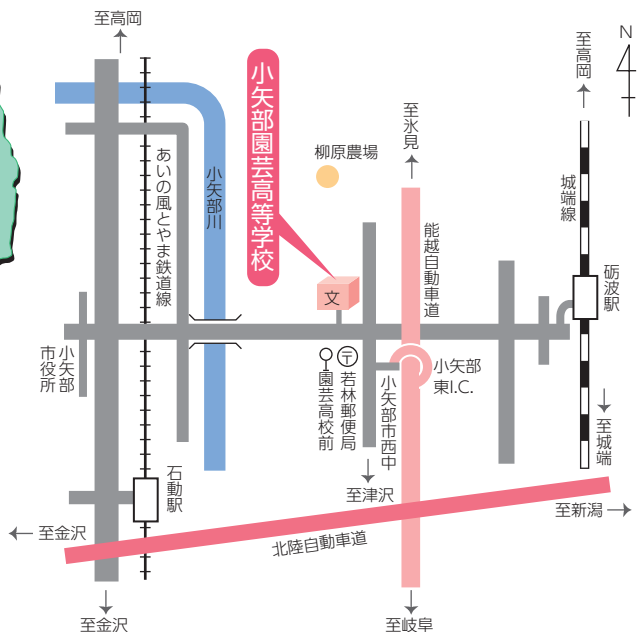 至高岡
小矢部園芸高等学校
至高岡
N
至氷見
柳原農場
あいの風とやま鉄道線
小矢部川
能越自動車道
城端線
砺波駅
文
小矢部
市役所
園芸高校前
〒
若林郵便局
小矢部市西中
小矢部
東I.C.
至城端
石動駅
至津沢
至新潟
至金沢
北陸自動車道
至金沢
至岐阜